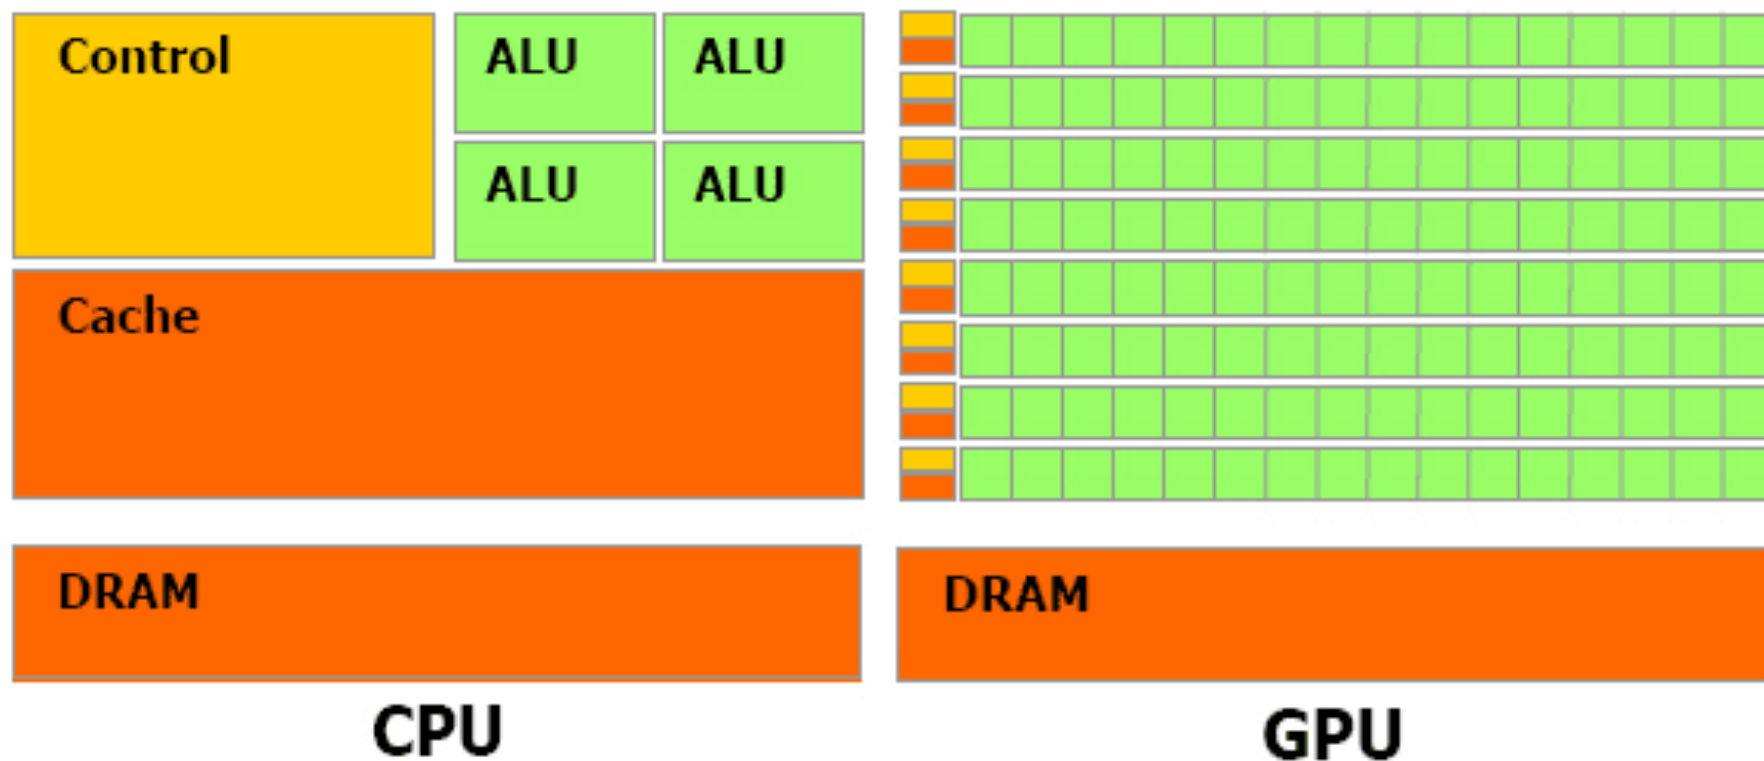 Control
ALU ALU
ALU ALU
Cache
DRAM
CPU
DRAM
GPU